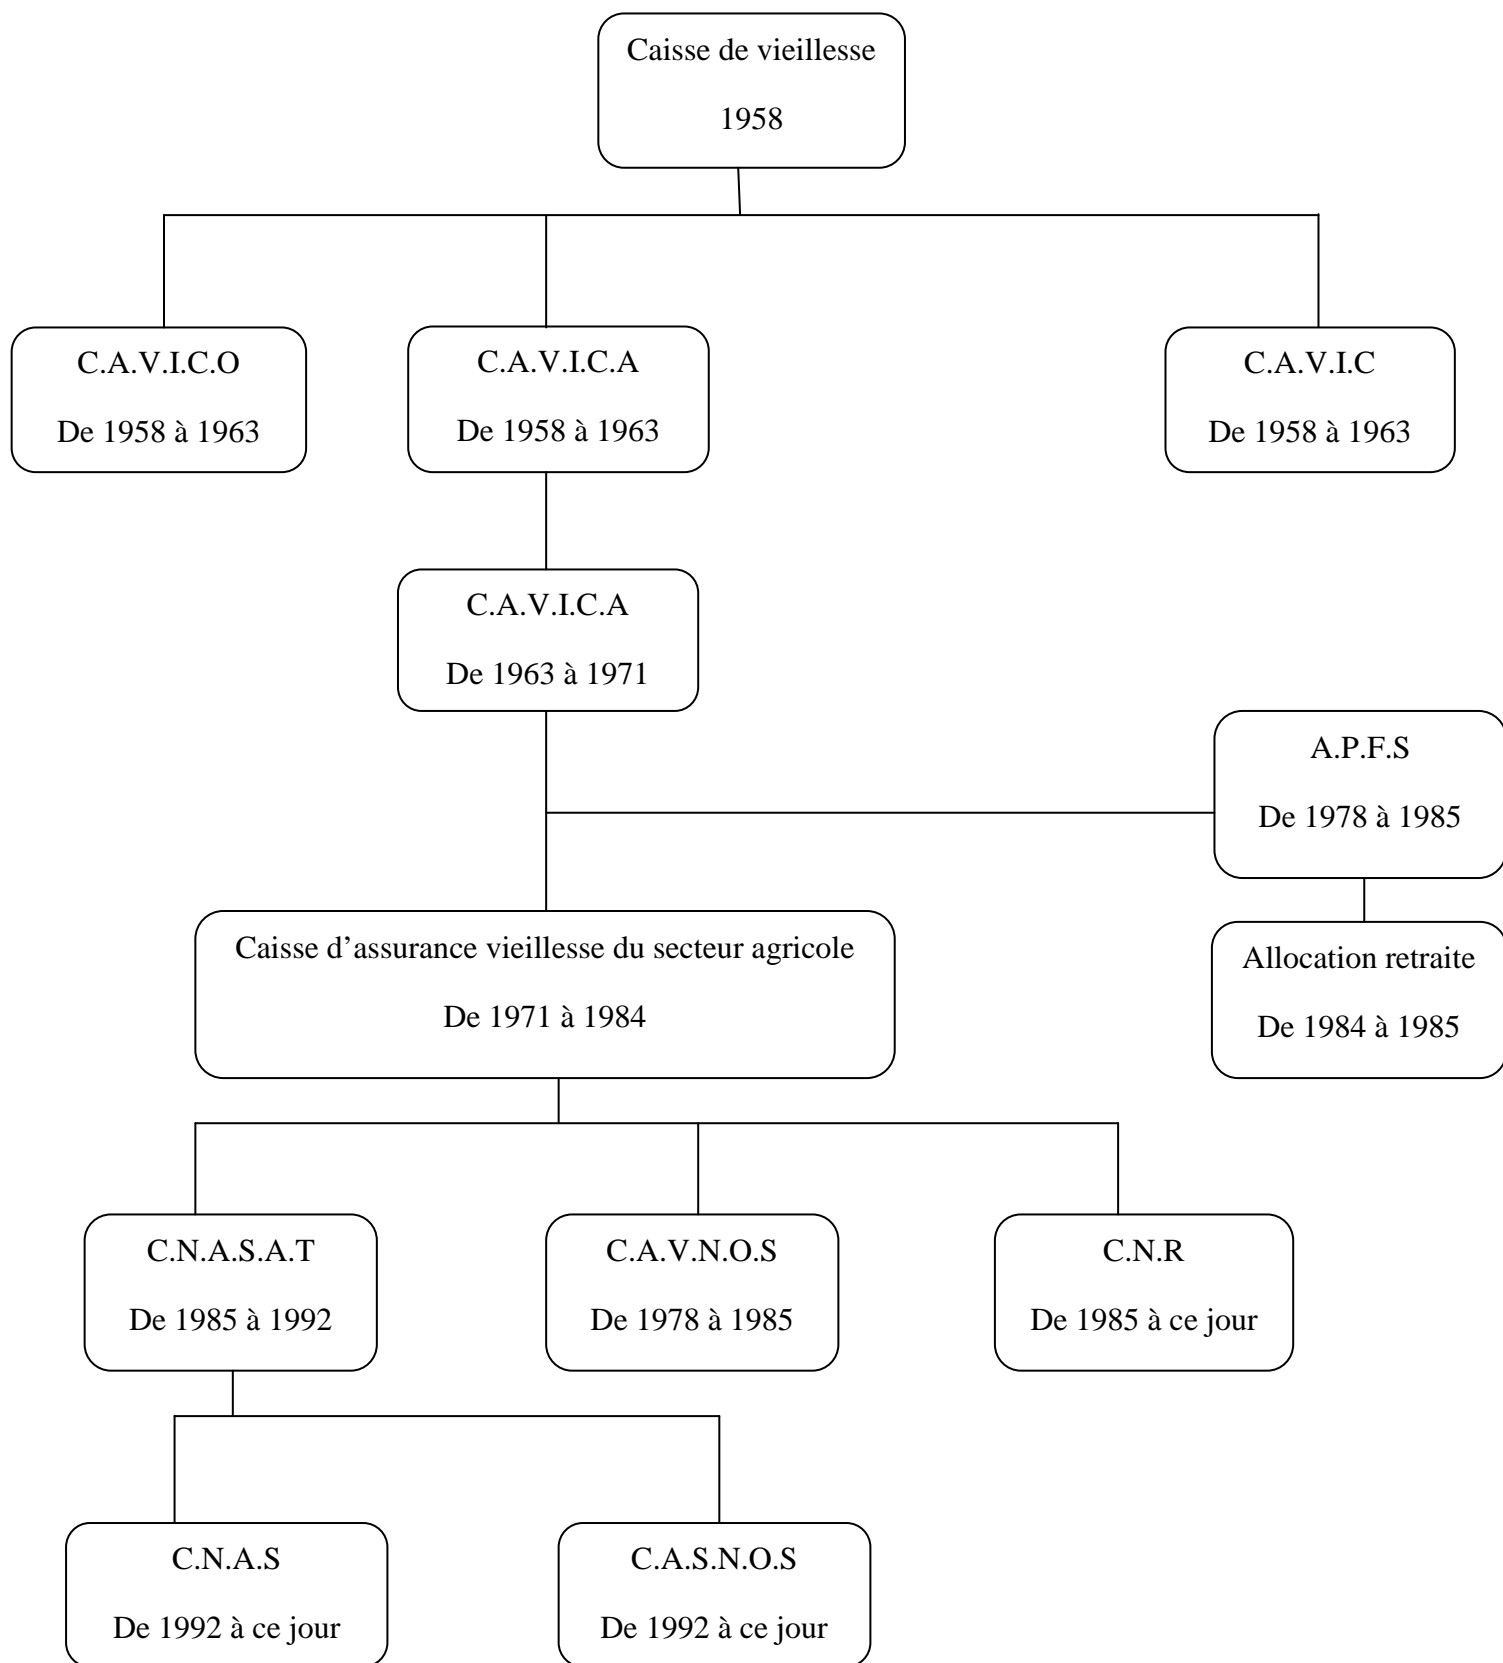 Caisse de vieillesse
1958
C.A.V.I.C.O
De 1958 à 1963
C.A.V.I.C.A
De 1958 à 1963
C.A.V.I.C
De 1958 à 1963
C.A.V.I.C.A
De 1963 à 1971
A.P.F.S
De 1978 à 1985
Allocation retraite
De 1984 à 1985
Caisse d’assurance vieillesse du secteur agricole
De 1971 à 1984
C.N.A.S.A.T
De 1985 à 1992
C.A.V.N.O.S
De 1978 à 1985
C.N.R
De 1985 à ce jour
C.N.A.S
De 1992 à ce jour
C.A.S.N.O.S
De 1992 à ce jour